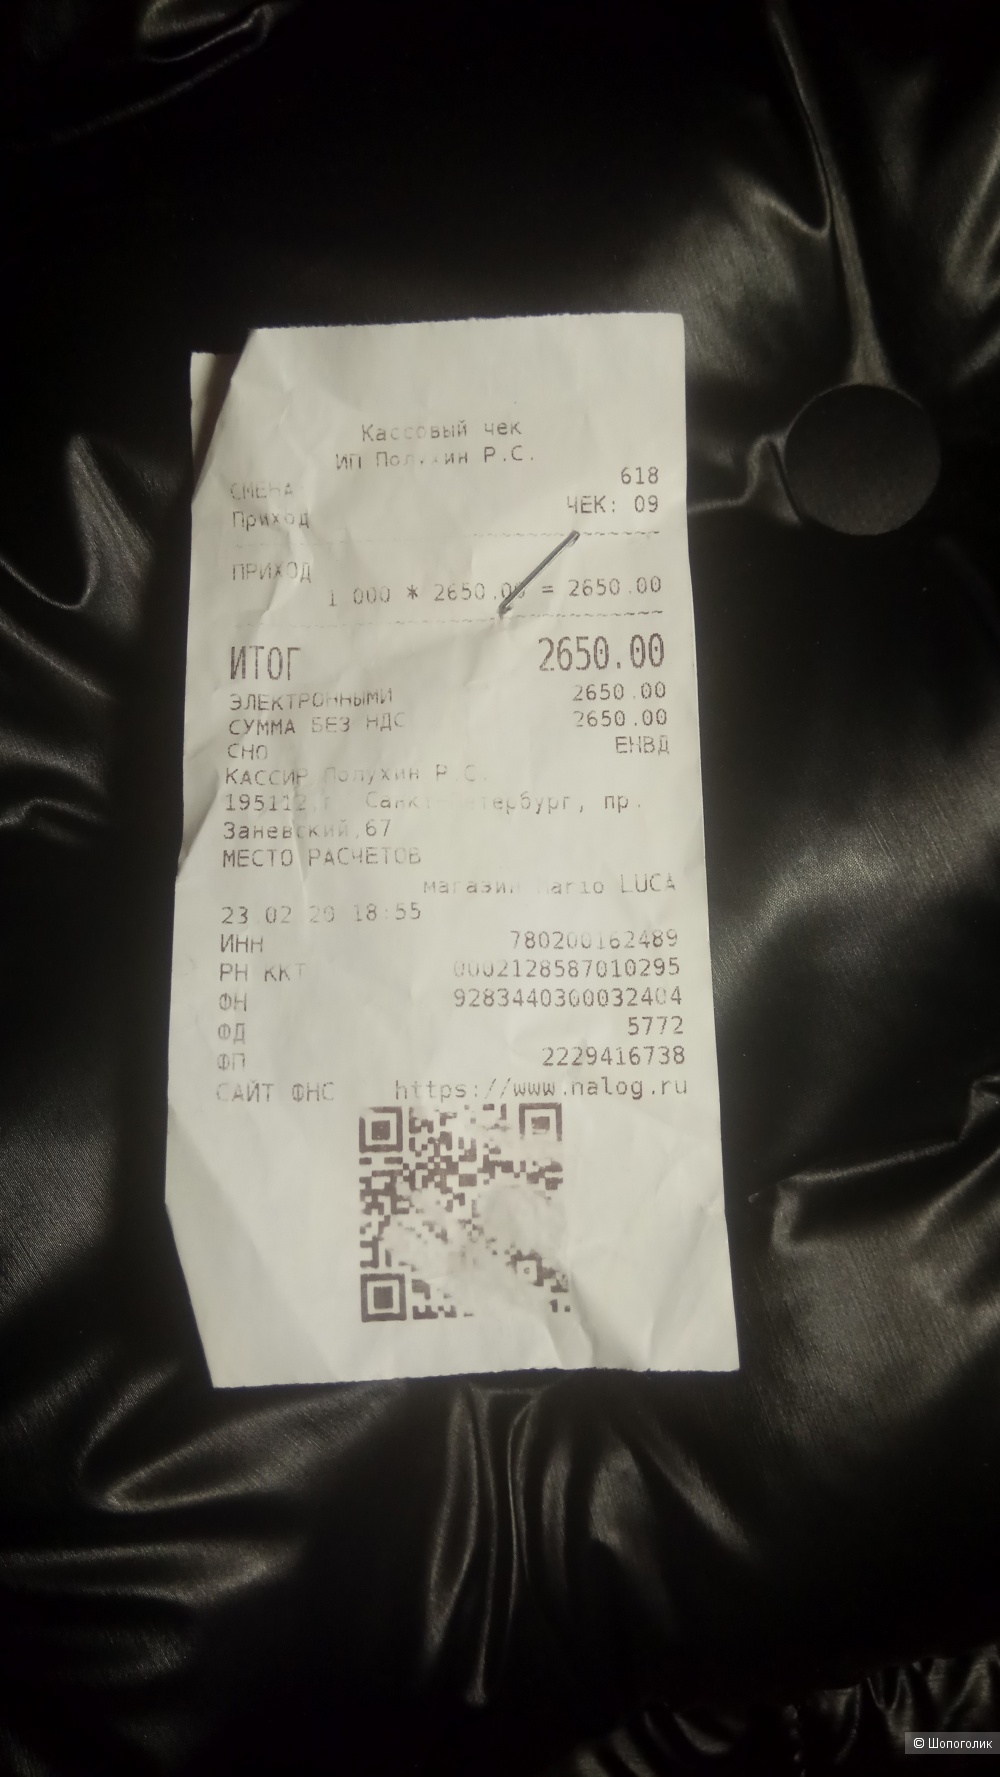 Кассовый чек
ИП Полухин Р.С.
СМЕНА 618
Приход ЧЕК: 09
ПРИХОД
1 000 * 2650.00 = 2650.00
ИТОГ 2650.00
ЭЛЕКТРОННЫМИ 2650.00
СУММА БЕЗ НДС 2650.00
СНО ЕНВД
КАССИР Полухин Р.С.
195112,г. Санкт-Петербург, пр.
Заневский,67
МЕСТО РАСЧЕТОВ
магазин Mario LUCA
23.02.20 18:55
ИНН 780200162489
РН ККТ 0002128587010295
ФН 9283440300032404
ФД 5772
ФП 2229416738
САЙТ ФНС https://www.nalog.ru
© Шопоголик